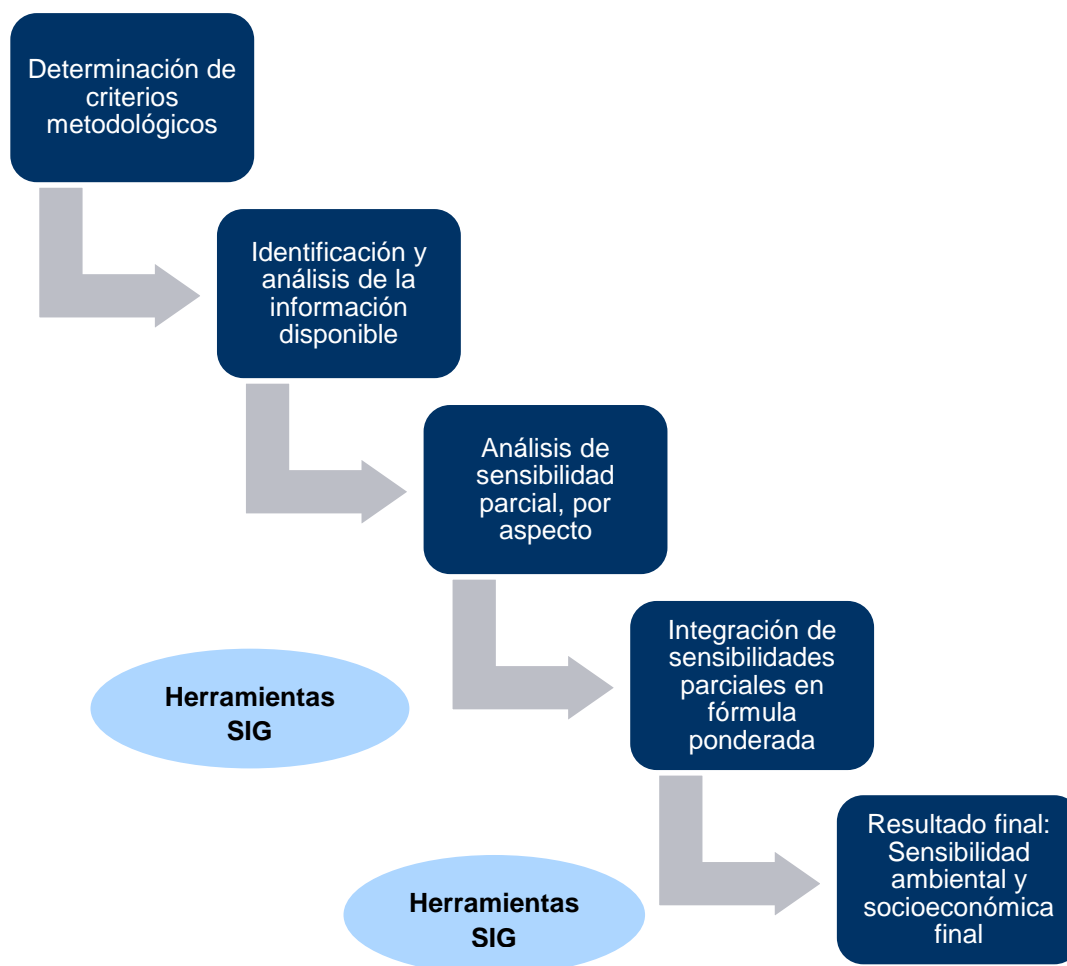 Determinación de
criterios
metodológicos
Identificación y
análisis de la
información
disponible
Análisis de
sensibilidad
parcial, por
aspecto
Integración de
sensibilidades
parciales en
fórmula
ponderada
Herramientas
SIG
Resultado final:
Sensibilidad
ambiental y
socioeconómica
final
Herramientas
SIG